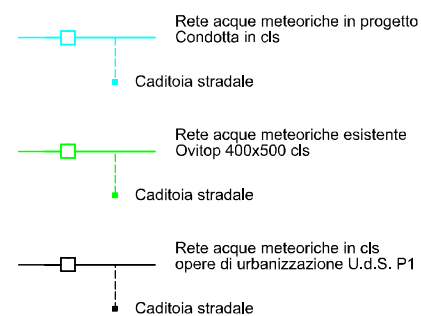 Rete acque meteoriche in progetto
Condotta in cls
Caditoia stradale
Rete acque meteoriche esistente
Ovitop 400x500 cls
Caditoia stradale
Rete acque meteoriche in cls
opere di urbanizzazione U.d.S. P1
Caditoia stradale